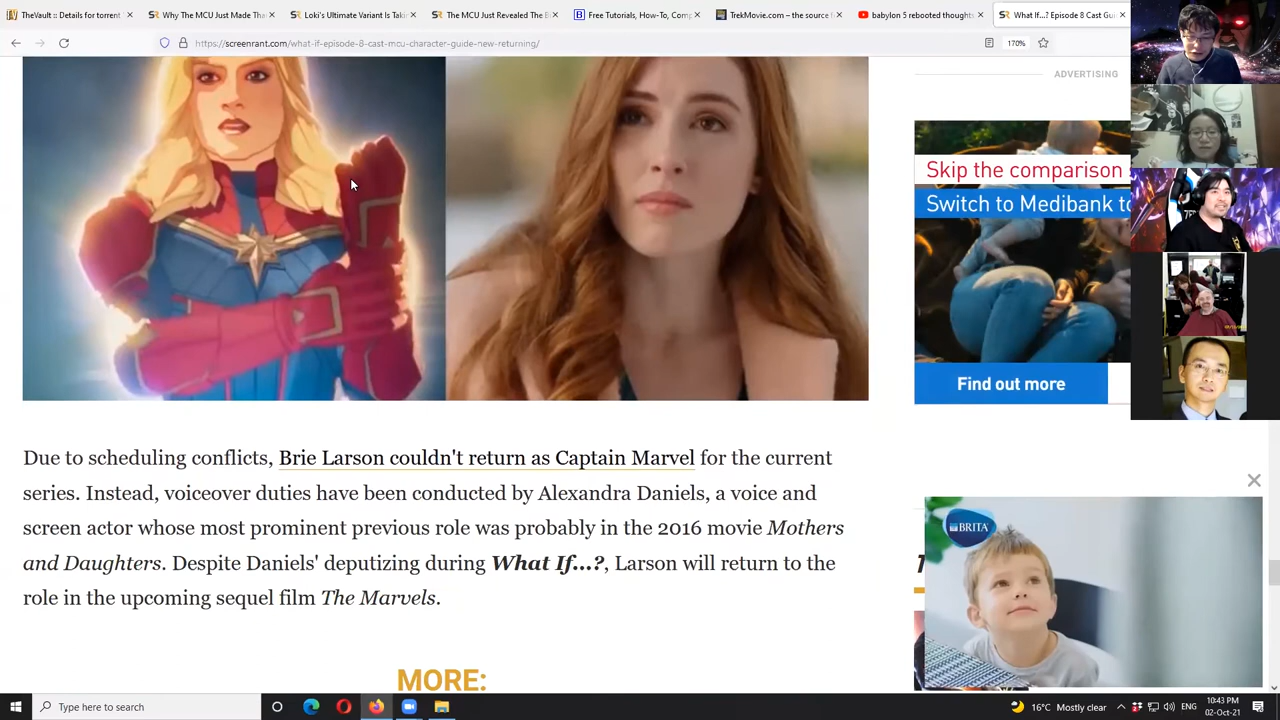 TheVault :: Details for torrent
Why The MCU Just Made Tha
Loki's Ultimate Variant Is Taki
The MCU Just Revealed The B
Free Tutorials, How-To, Comp
TrekMovie.com – the source f
babylon 5 rebooted thoughts
What If...? Episode 8 Cast Gui
https://screenrant.com/what-if-episode-8-cast-mcu-character-guide-new-returning/
170%
ADVERTISING
Skip the comparison
Switch to Medibank to
Find out more
Due to scheduling conflicts, Brie Larson couldn't return as Captain Marvel for the current
series. Instead, voiceover duties have been conducted by Alexandra Daniels, a voice and
screen actor whose most prominent previous role was probably in the 2016 movie Mothers
and Daughters. Despite Daniels' deputizing during What If...?, Larson will return to the
role in the upcoming sequel film The Marvels.
BRITA
MORE:
Type here to search
16°C Mostly clear
ENG
10:43 PM
02-Oct-21